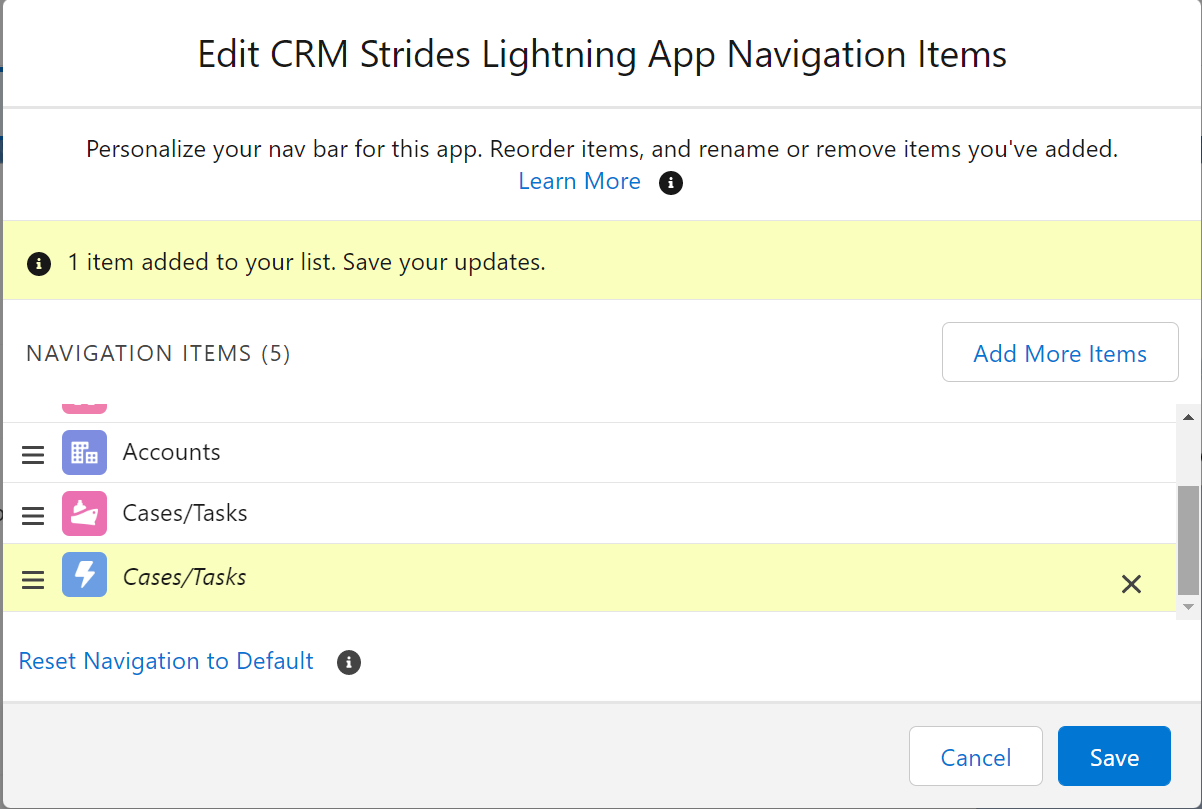 Edit CRM Strides Lightning App Navigation Items
Personalize your nav bar for this app. Reorder items, and rename or remove items you've added.
Learn More
1 item added to your list. Save your updates.
NAVIGATION ITEMS (5)
Add More Items
Accounts
Cases/Tasks
Cases/Tasks
Reset Navigation to Default
Cancel
Save